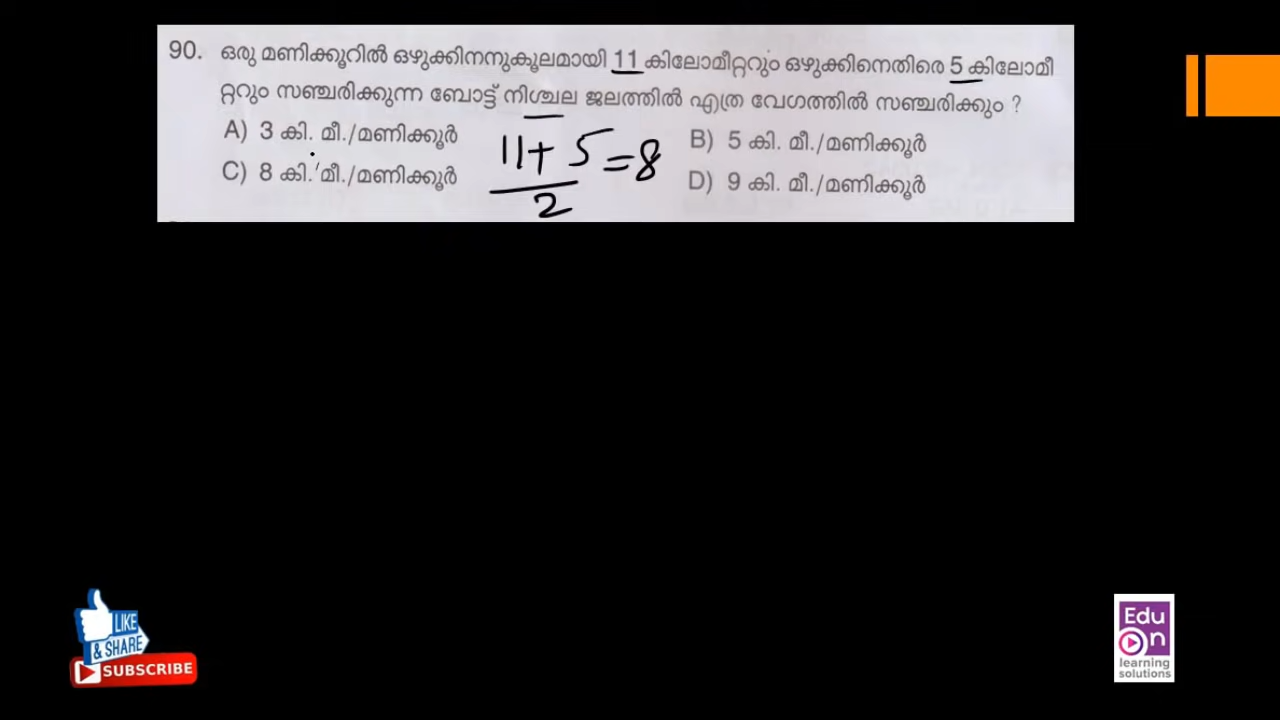 90. ഒരു മണിക്കൂറിൽ ഒഴുക്കിനനുകൂലമായി 11 കിലോമീറ്ററും ഒഴുക്കിനെതിരെ 5 കിലോമീ
റ്ററും സഞ്ചരിക്കുന്ന ബോട്ട് നിശ്ചല ജലത്തിൽ എത്ര വേഗത്തിൽ സഞ്ചരിക്കും ?
A) 3 കി. മീ./മണിക്കൂർ
B) 5 കി. മീ./മണിക്കൂർ
C) 8 കി. മീ./മണിക്കൂർ
D) 9 കി. മീ./മണിക്കൂർ
11+ 5 =8
2
LIKE
& SHARE
SUBSCRIBE
Edu
On
learning
solutions